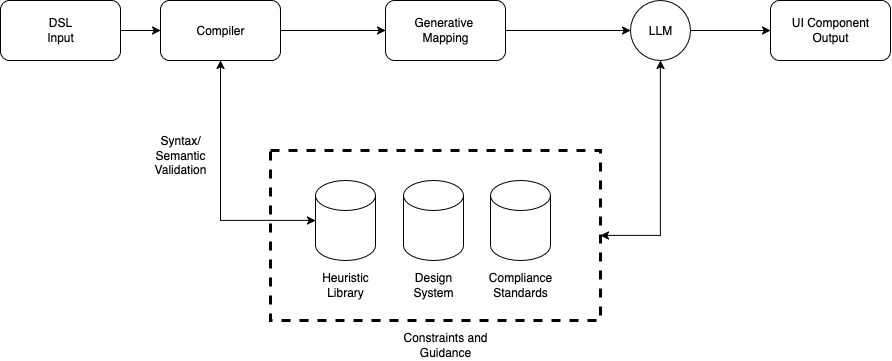 DSL
Input
Compiler
Generative
Mapping
LLM
UI Component
Output
Syntax/
Semantic
Validation
Heuristic
Library
Design
System
Compliance
Standards
Constraints and
Guidance